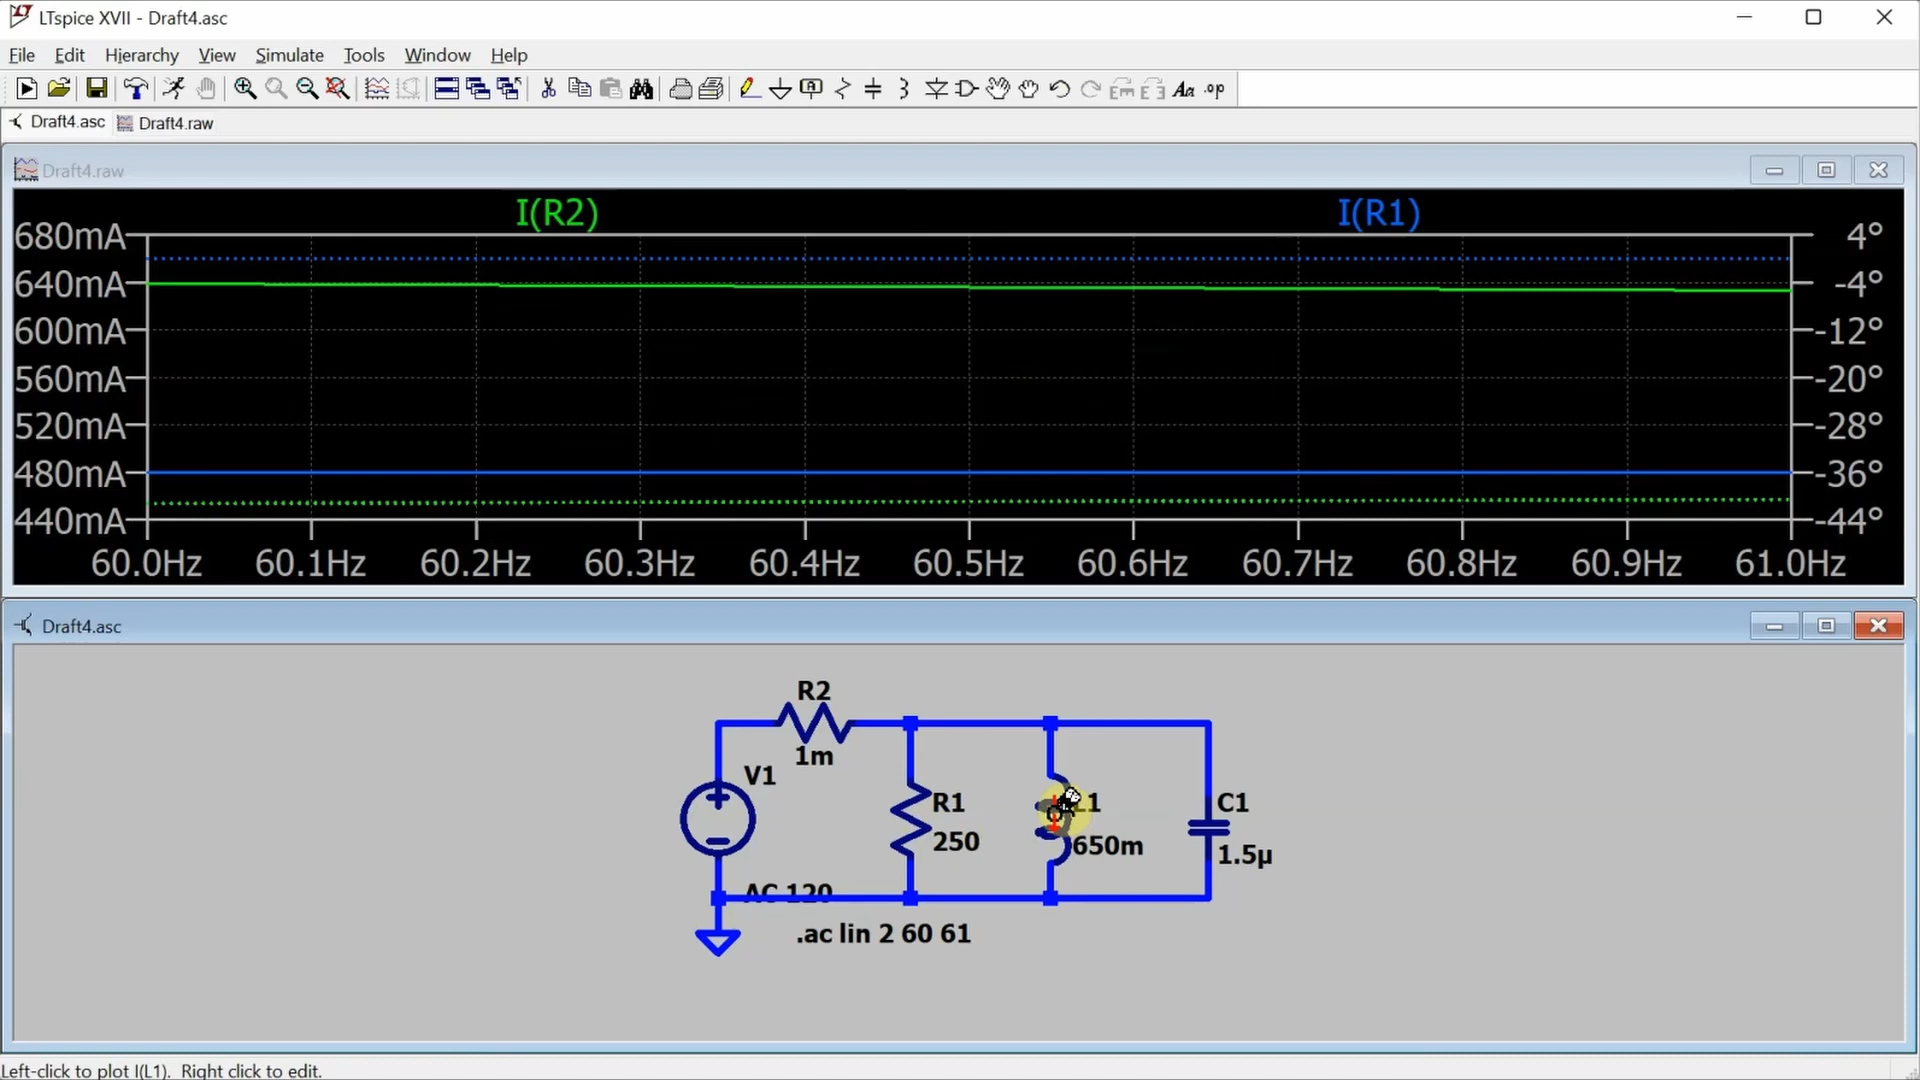 LTspice XVII - Draft4.asc
File Edit Hierarchy View Simulate Tools Window Help
Draft4.asc Draft4.raw
Draft4.raw
I(R2) I(R1)
680mA 4°
640mA -4°
600mA -12°
560mA -20°
520mA -28°
480mA -36°
440mA -44°
60.0Hz 60.1Hz 60.2Hz 60.3Hz 60.4Hz 60.5Hz 60.6Hz 60.7Hz 60.8Hz 60.9Hz 61.0Hz
Draft4.asc
R2
1m
V1
R1
250
L1
650m
C1
1.5µ
AC 120
.ac lin 2 60 61
Left-click to plot I(L1). Right click to edit.